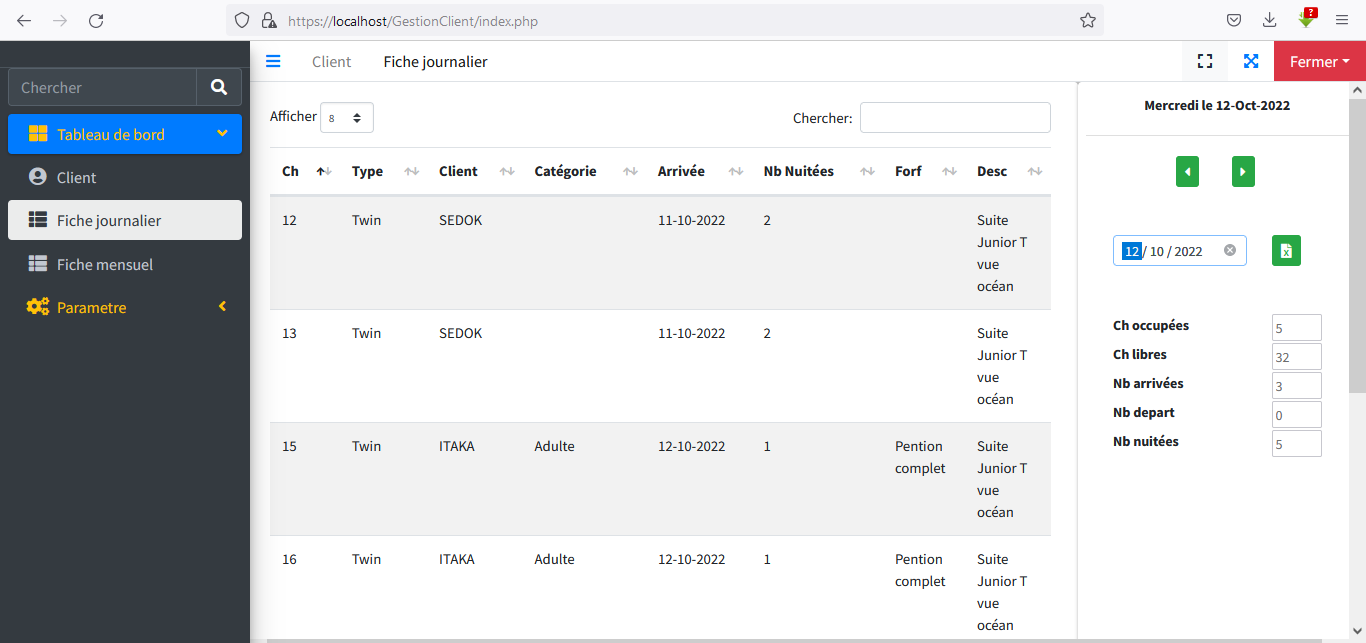 https://localhost/GestionClient/index.php
?
Chercher
Tableau de bord
Client
Fiche journalier
Fiche mensuel
Parametre
Client Fiche journalier
Fermer
Afficher 8
Chercher:
Ch Type Client Catégorie Arrivée Nb Nuitées Forf Desc
12 Twin SEDOK 11-10-2022 2 Suite
Junior T
vue
océan
13 Twin SEDOK 11-10-2022 2 Suite
Junior T
vue
océan
15 Twin ITAKA Adulte 12-10-2022 1 Pention Suite
complet Junior T
vue
océan
16 Twin ITAKA Adulte 12-10-2022 1 Pention Suite
complet Junior T
vue
océan
Mercredi le 12-Oct-2022
12 / 10 / 2022
Ch occupées 5
Ch libres 32
Nb arrivées 3
Nb depart 0
Nb nuitées 5